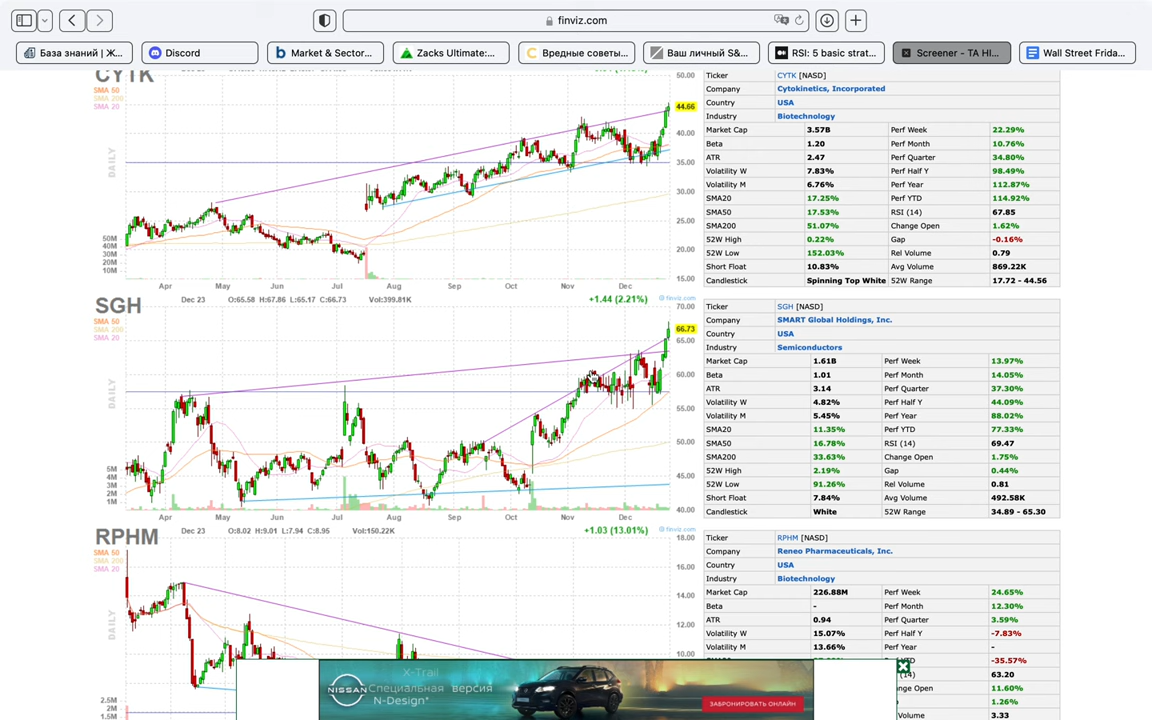 finviz.com
База знаний | Ж...
Discord
Market & Sector...
Zacks Ultimate:...
Вредные советы...
Ваш личный S&...
RSI: 5 basic strat...
Screener - TA HI...
Wall Street Frida...
CYTK
SMA 50
SMA 200
SMA 20
DAILY
50.00
44.66
40.00
35.00
30.00
25.00
20.00
15.00
50M
40M
30M
20M
10M
Apr May Jun Jul Aug Sep Oct Nov Dec
Ticker CYTK [NASD]
Company Cytokinetics, Incorporated
Country USA
Industry Biotechnology
Market Cap 3.57B Perf Week 22.29%
Beta 1.20 Perf Month 10.76%
ATR 2.47 Perf Quarter 34.80%
Volatility W 7.83% Perf Half Y 98.49%
Volatility M 6.76% Perf Year 112.87%
SMA20 17.25% Perf YTD 114.92%
SMA50 17.53% RSI (14) 67.85
SMA200 51.07% Change Open 1.62%
52W High 0.22% Gap -0.16%
52W Low 152.03% Rel Volume 0.79
Short Float 10.83% Avg Volume 869.22K
Candlestick Spinning Top White 52W Range 17.72 - 44.56
SGH Dec 23 O:65.58 H:67.86 L:65.17 C:66.73 Vol:399.81K +1.44 (2.21%) finviz.com
SMA 50
SMA 200
SMA 20
DAILY
70.00
66.73
65.00
60.00
55.00
50.00
45.00
40.00
5M
4M
3M
2M
1M
Apr May Jun Jul Aug Sep Oct Nov Dec
Ticker SGH [NASD]
Company SMART Global Holdings, Inc.
Country USA
Industry Semiconductors
Market Cap 1.61B Perf Week 13.97%
Beta 1.01 Perf Month 14.05%
ATR 3.14 Perf Quarter 37.30%
Volatility W 4.82% Perf Half Y 44.09%
Volatility M 5.45% Perf Year 88.02%
SMA20 11.35% Perf YTD 77.33%
SMA50 16.78% RSI (14) 69.47
SMA200 33.63% Change Open 1.75%
52W High 2.19% Gap 0.44%
52W Low 91.26% Rel Volume 0.81
Short Float 7.84% Avg Volume 492.58K
Candlestick White 52W Range 34.89 - 65.30
RPHM Dec 23 O:8.02 H:9.01 L:7.94 C:8.95 Vol:150.22K +1.03 (13.01%) finviz.com
SMA 50
SMA 200
SMA 20
DAILY
18.00
16.00
14.00
12.00
10.00
2.5M
2M
1.5M
Ticker RPHM [NASD]
Company Reneo Pharmaceuticals, Inc.
Country USA
Industry Biotechnology
Market Cap 226.88M Perf Week 24.65%
Beta - Perf Month 12.30%
ATR 0.94 Perf Quarter 3.59%
Volatility W 15.07% Perf Half Y -7.83%
Volatility M 13.66% Perf Year -
-35.57%
(14) 63.20
nge Open 11.60%
1.26%
Volume 3.33
NISSAN
X-Trail
Специальная версия
N-Design*
ЗАБРОНИРОВАТЬ ОНЛАЙН